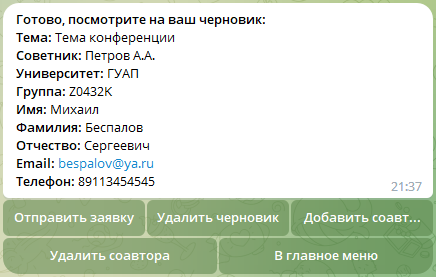 Готово, посмотрите на ваш черновик:
Тема: Тема конференции
Советник: Петров А.А.
Университет: ГУАП
Группа: Z0432K
Имя: Михаил
Фамилия: Беспалов
Отчество: Сергеевич
Email: bespalov@ya.ru
Телефон: 89113454545
21:37
Отправить заявку Удалить черновик Добавить соавт...
Удалить соавтора В главное меню